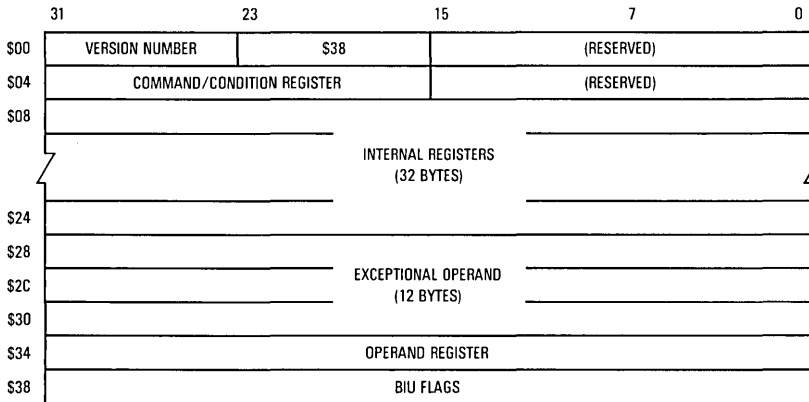 31 23 15 7 0
$00 VERSION NUMBER $38 (RESERVED)
$04 COMMAND/CONDITION REGISTER (RESERVED)
$08
INTERNAL REGISTERS
(32 BYTES)
$24
$28
EXCEPTIONAL OPERAND
$2C
(12 BYTES)
$30
$34 OPERAND REGISTER
$38 BIU FLAGS